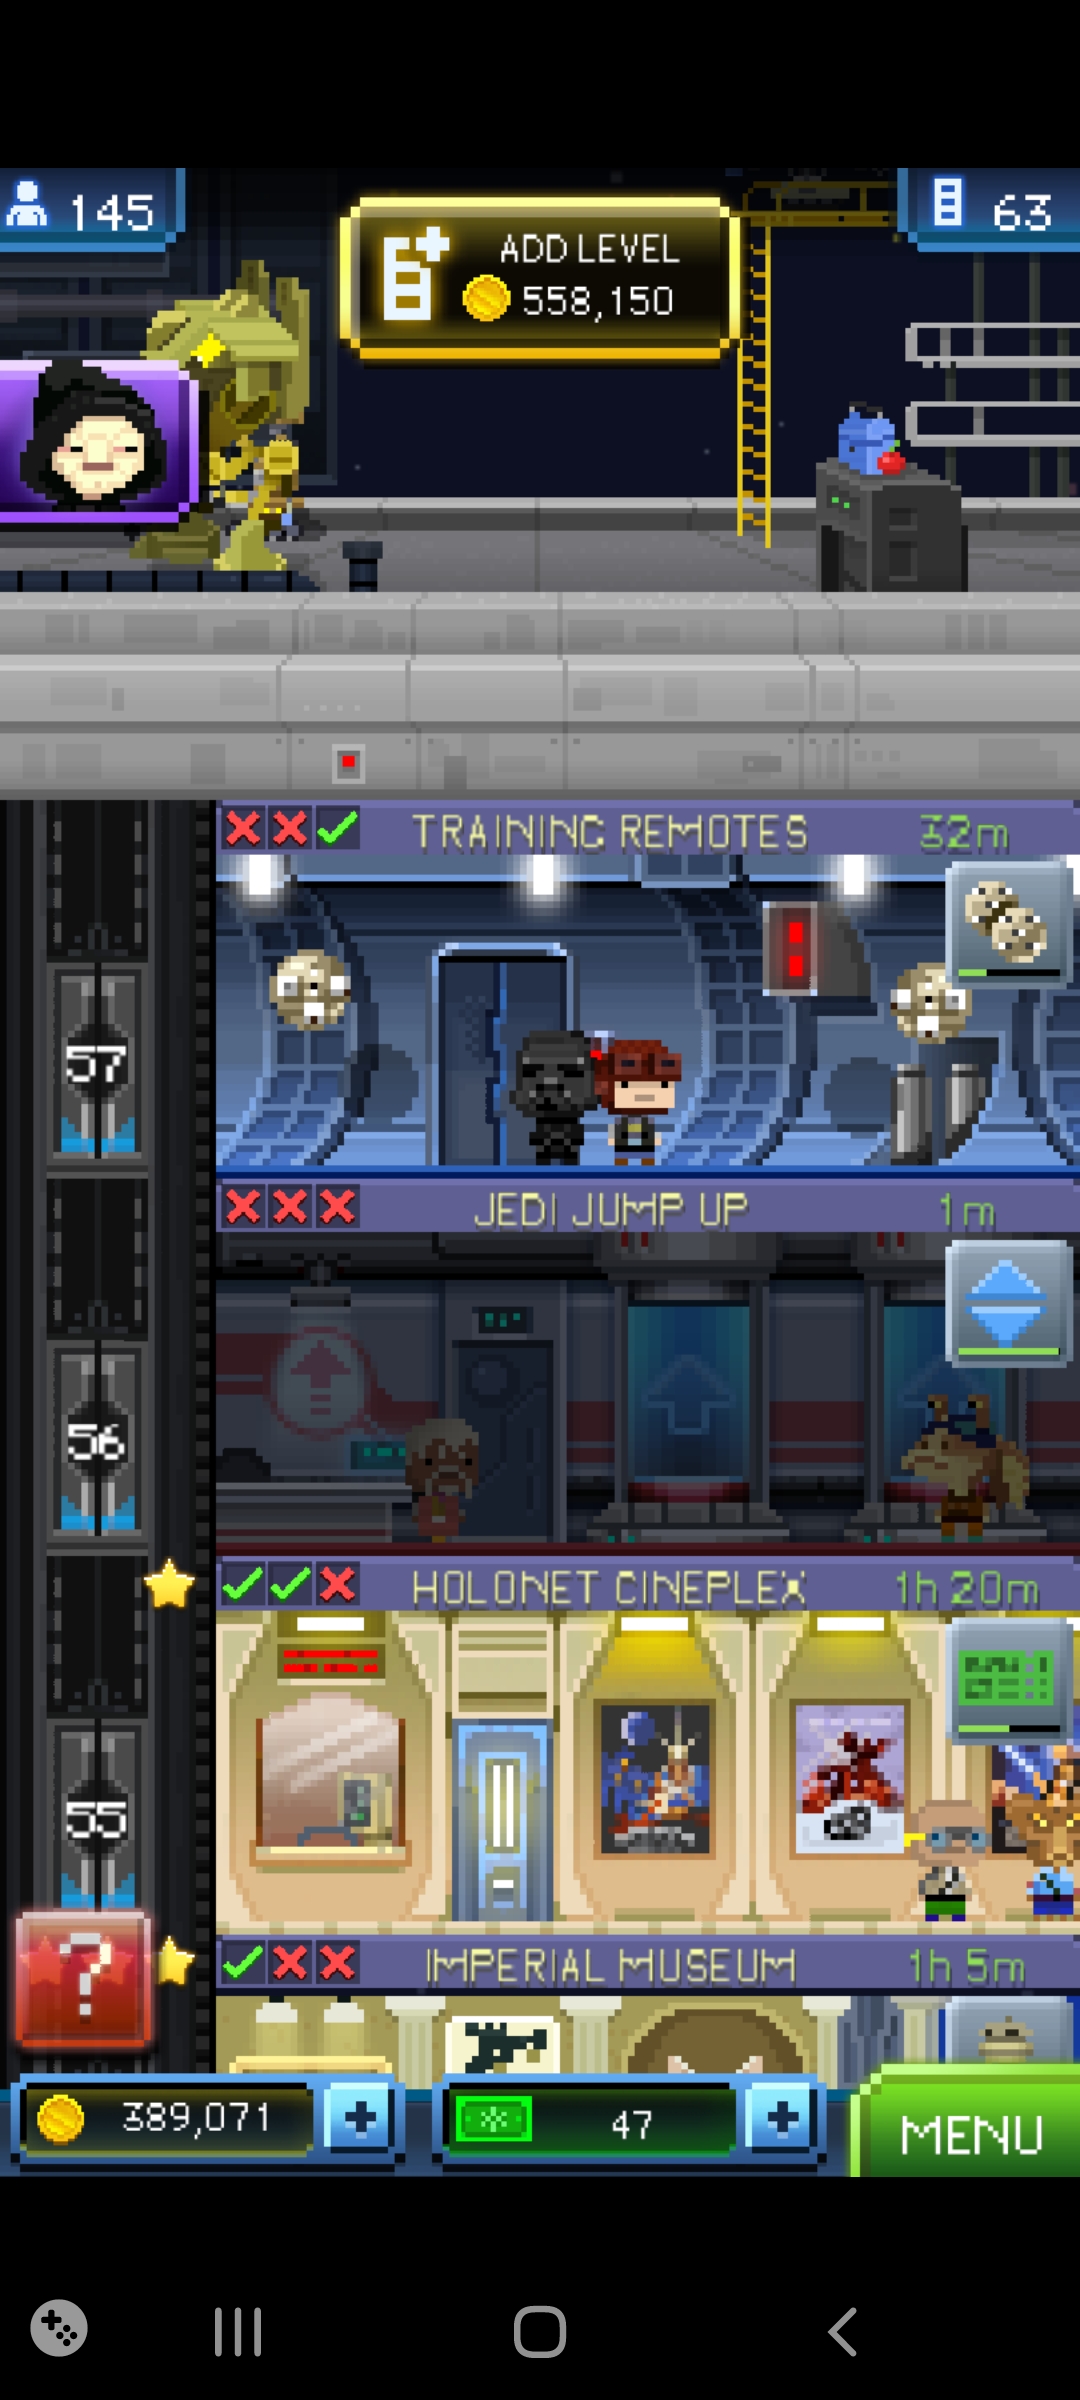 145
ADD LEVEL
558,150
63
TRAINING REMOTES 32m
57
JEDI JUMP UP 1m
56
HOLONET CINEPLEX 1h 20m
55
?
IMPERIAL MUSEUM 1h 5m
389,071 +
47 +
MENU